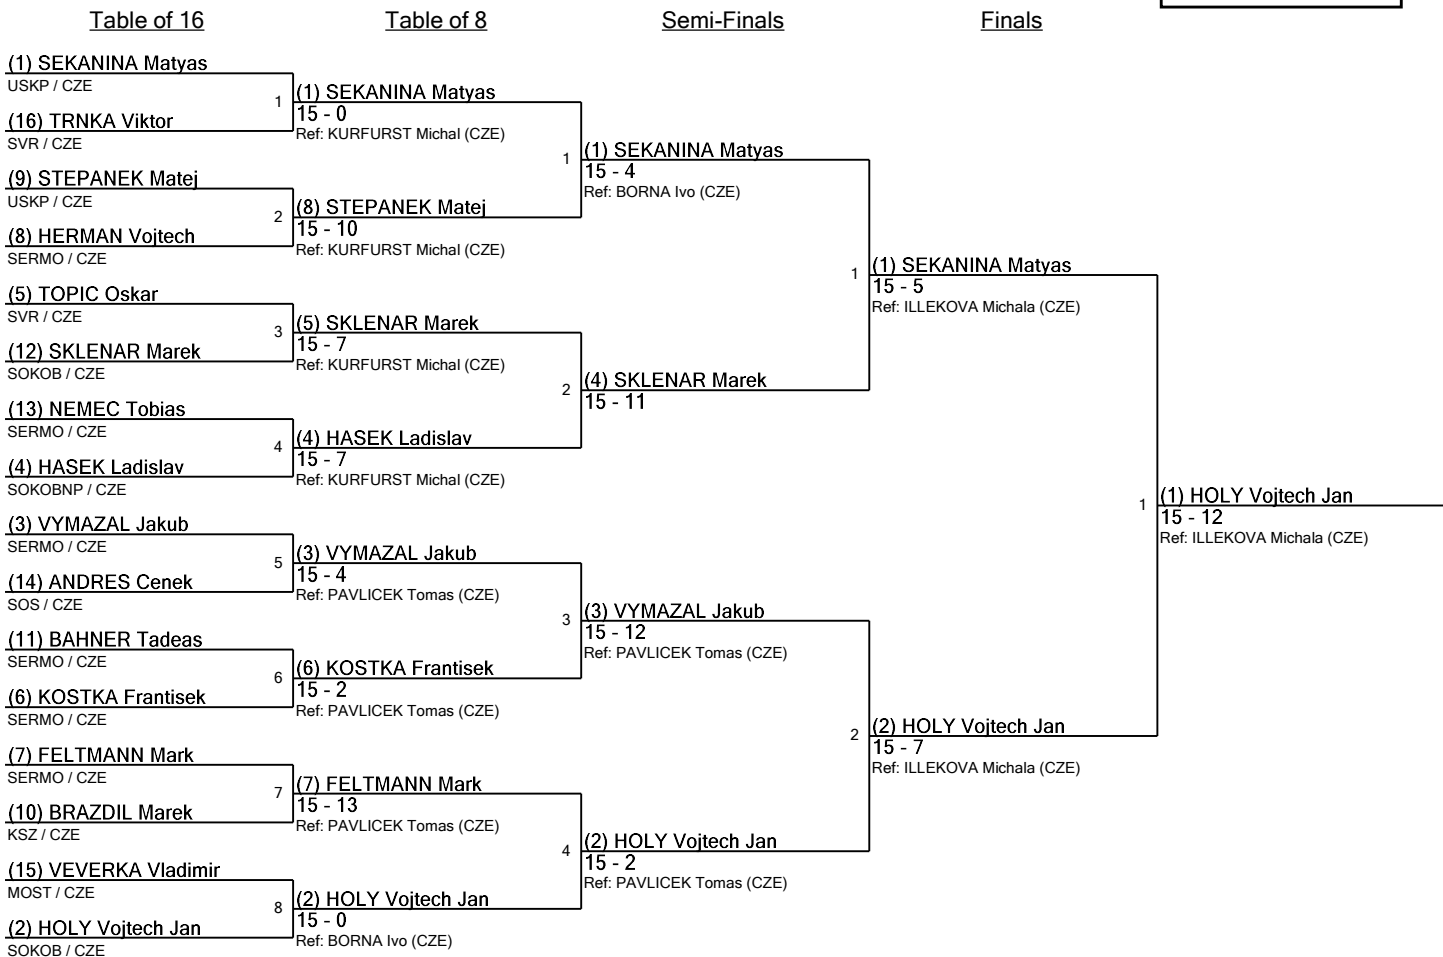 Table of 16
Table of 8
Semi-Finals
Finals
(1) SEKANINA Matyas
USKP / CZE
(16) TRNKA Viktor
SVR / CZE
(9) STEPANEK Matej
USKP / CZE
(8) HERMAN Vojtech
SERMO / CZE
(5) TOPIC Oskar
SVR / CZE
(12) SKLENAR Marek
SOKOB / CZE
(13) NEMEC Tobias
SERMO / CZE
(4) HASEK Ladislav
SOKOBNP / CZE
(3) VYMAZAL Jakub
SERMO / CZE
(14) ANDRES Cenek
SOS / CZE
(11) BAHNER Tadeas
SERMO / CZE
(6) KOSTKA Frantisek
SERMO / CZE
(7) FELTMANN Mark
SERMO / CZE
(10) BRAZDIL Marek
KSZ / CZE
(15) VEVERKA Vladimir
MOST / CZE
(2) HOLY Vojtech Jan
SOKOB / CZE
1
(1) SEKANINA Matyas
15 - 0
Ref: KURFURST Michal (CZE)
2
(8) STEPANEK Matej
15 - 10
Ref: KURFURST Michal (CZE)
3
(5) SKLENAR Marek
15 - 7
Ref: KURFURST Michal (CZE)
4
(4) HASEK Ladislav
15 - 7
Ref: KURFURST Michal (CZE)
5
(3) VYMAZAL Jakub
15 - 4
Ref: PAVLICEK Tomas (CZE)
6
(6) KOSTKA Frantisek
15 - 2
Ref: PAVLICEK Tomas (CZE)
7
(7) FELTMANN Mark
15 - 13
Ref: PAVLICEK Tomas (CZE)
8
(2) HOLY Vojtech Jan
15 - 0
Ref: BORNA Ivo (CZE)
1
(1) SEKANINA Matyas
15 - 4
Ref: BORNA Ivo (CZE)
2
(4) SKLENAR Marek
15 - 11
3
(3) VYMAZAL Jakub
15 - 12
Ref: PAVLICEK Tomas (CZE)
4
(2) HOLY Vojtech Jan
15 - 2
Ref: PAVLICEK Tomas (CZE)
1
(1) SEKANINA Matyas
15 - 5
Ref: ILLEKOVA Michala (CZE)
2
(2) HOLY Vojtech Jan
15 - 7
Ref: ILLEKOVA Michala (CZE)
1
(1) HOLY Vojtech Jan
15 - 12
Ref: ILLEKOVA Michala (CZE)